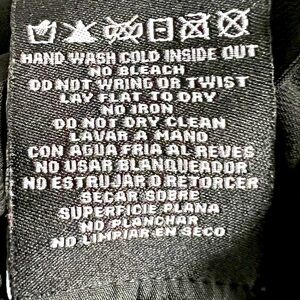 HAND WASH COLD INSIDE OUT
NO BLEACH
DO NOT WRING OR TWIST
LAY FLAT TO DRY
NO IRON
DO NOT DRY CLEAN
LAVAR A MANO
CON AGUA FRIA AL REVES
NO USAR BLANQUEADOR
NO ESTRUJAR O RETORCER
SECAR SOBRE
SUPERFICIE PLANA
NO PLANCHAR
NO LIMPIAR EN SECO